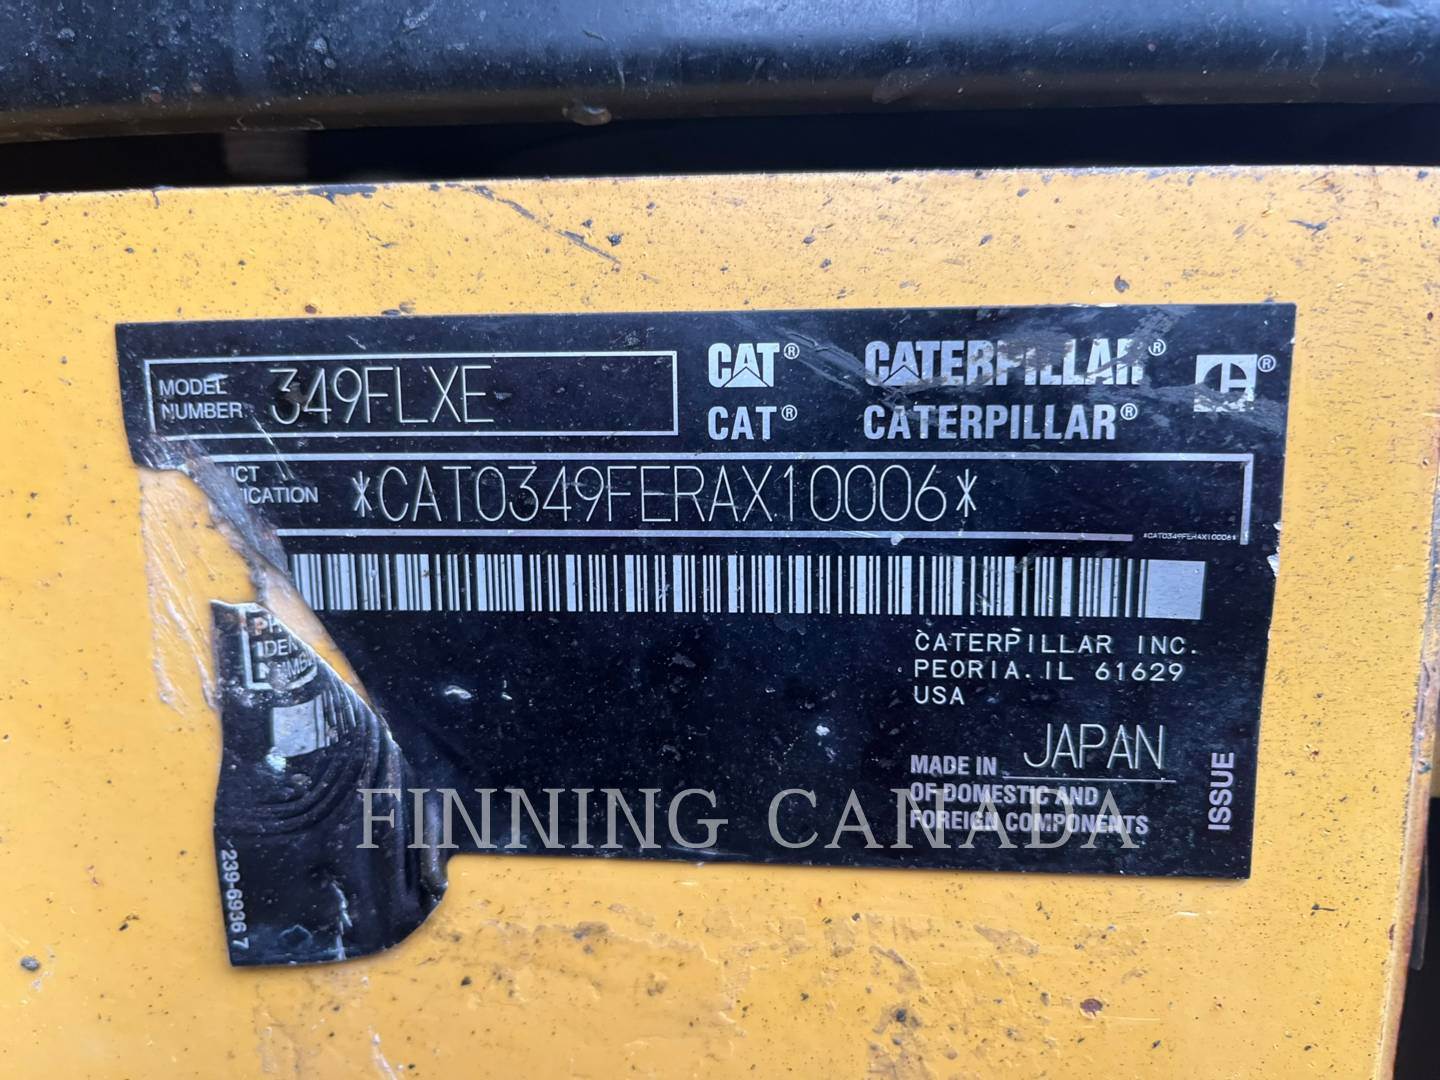 MODEL NUMBER 349FLXE
CAT® CATERPILLAR®
CAT® CATERPILLAR®
*CAT0349FERAX10006*
*CAT0349FERAX10006*
CATERPILLAR INC.
PEORIA, IL 61629
USA
MADE IN JAPAN
OF DOMESTIC AND
FOREIGN COMPONENTS
ISSUE
239-6936 7
FINNING CANADA